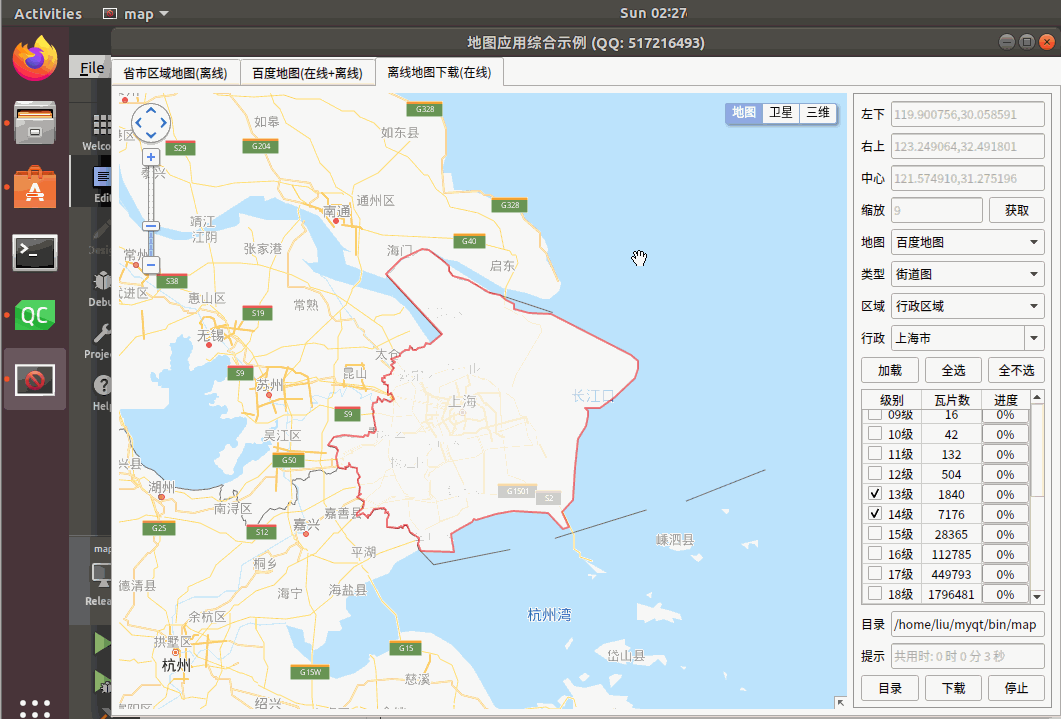 Activities map Sun 02:27
地图应用综合示例 (QQ: 517216493)
File
省市区域地图(离线) 百度地图(在线+离线) 离线地图下载(在线)
Welco
Edi
Debu
Proje
Hel
map
Relea
QC
地图 卫星 三维
G328
如皋
如东县
S29
G204
通州区
G328
南通
靖江
江阴
张家港
海门
G40
启东
S38
惠山区
常熟
S19
无锡
太仓
S9
昆山
苏州
上海
长江口
S9
吴江区
G50
G1501
S2
湖州
南浔区
嘉善县
G25
S12
嘉兴
平湖
嵊泗县
桐乡
德清县
海宁
海盐县
余杭区
杭州湾
拱墅区
G15
岱山县
杭州
G15W
慈溪
绍兴
左下 119.900756,30.058591
右上 123.249064,32.491801
中心 121.574910,31.275196
缩放 9 获取
地图 百度地图
类型 街道图
区域 行政区域
行政 上海市
加载 全选 全不选
级别 瓦片数 进度
09级 16 0%
10级 42 0%
11级 132 0%
12级 504 0%
13级 1840 0%
14级 7176 0%
15级 28365 0%
16级 112785 0%
17级 449793 0%
18级 1796481 0%
目录 /home/liu/myqt/bin/map
提示 共用时: 0 时 0 分 3 秒
目录 下载 停止